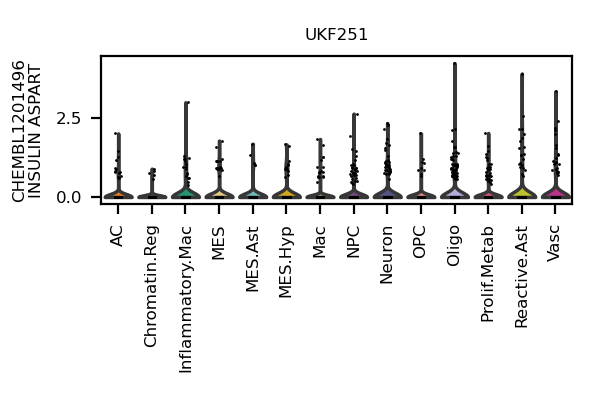 UKF251
CHEMBL1201496
INSULIN ASPART
2.5
0.0
AC
Chromatin.Reg
Inflammatory.Mac
MES
MES.Ast
MES.Hyp
Mac
NPC
Neuron
OPC
Oligo
Prolif.Metab
Reactive.Ast
Vasc